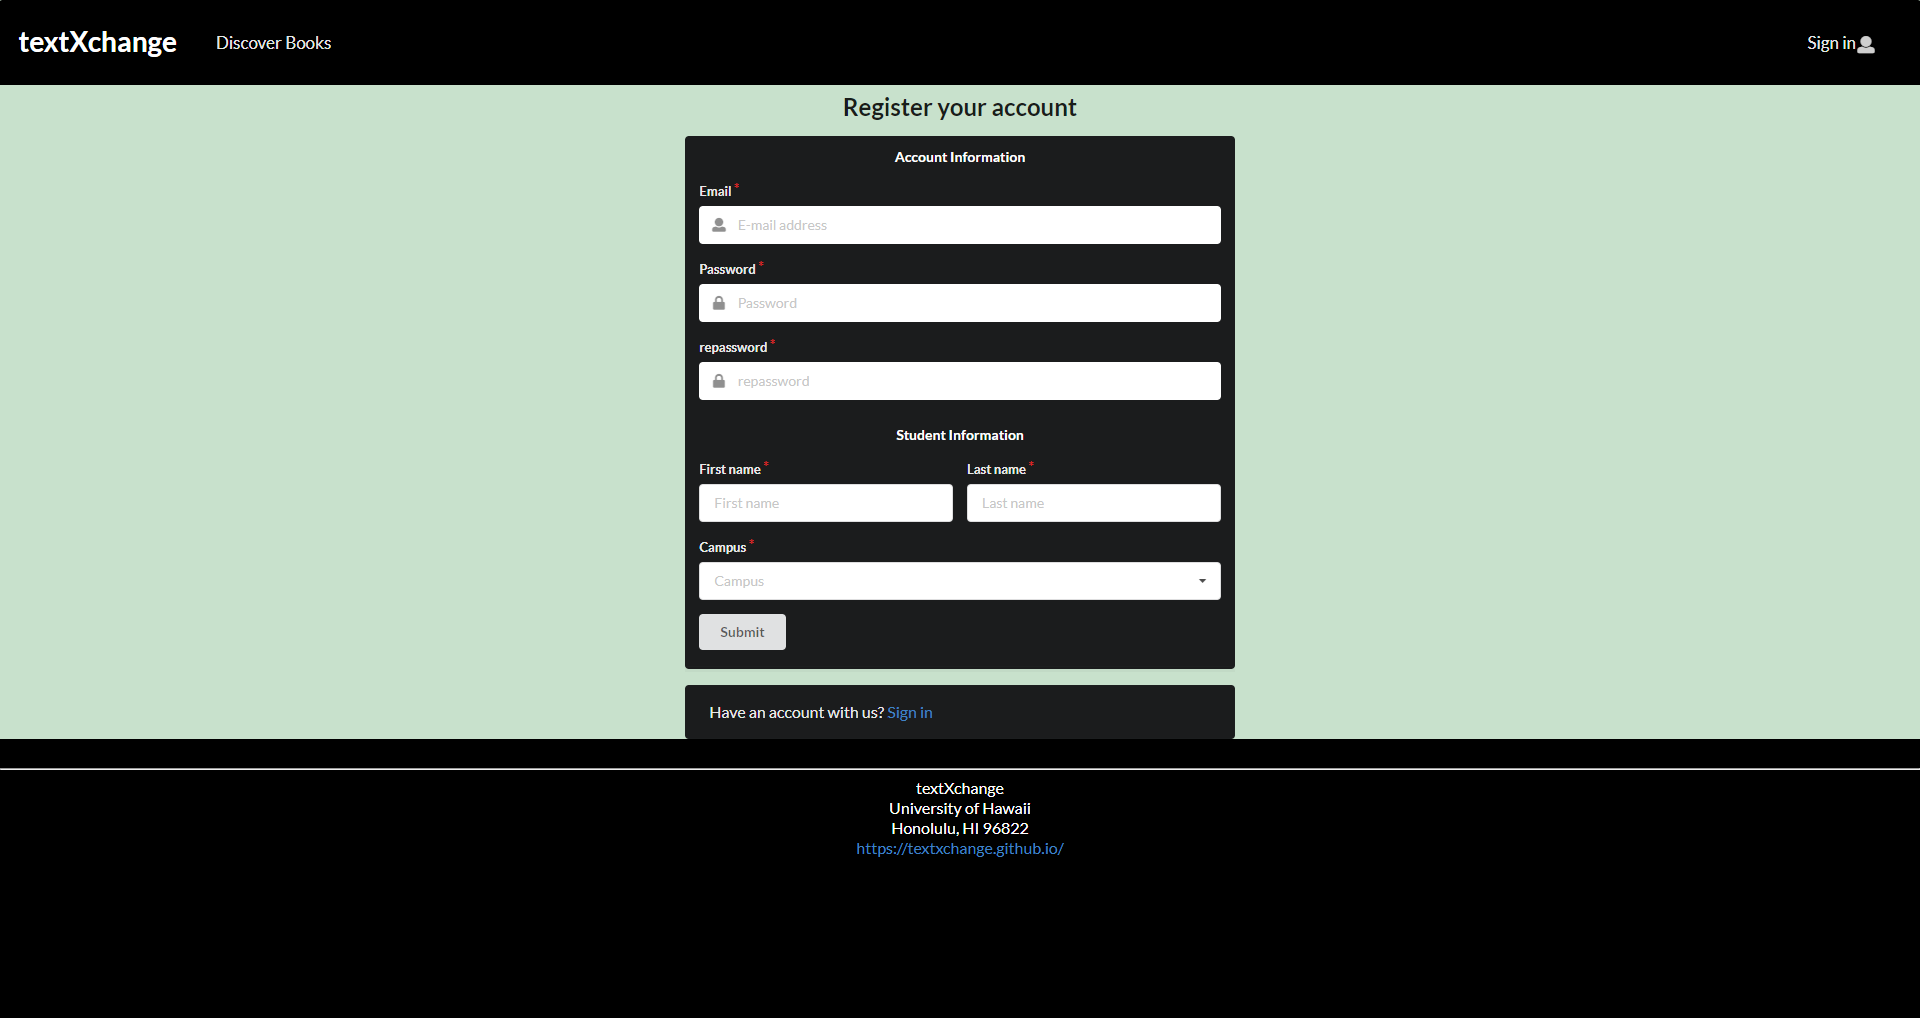 textXchange Discover Books Sign in
Register your account
Account Information
Email *
E-mail address
Password *
Password
repassword *
repassword
Student Information
First name * Last name *
First name Last name
Campus *
Campus
Submit
Have an account with us? Sign in
textXchange
University of Hawaii
Honolulu, HI 96822
https://textxchange.github.io/